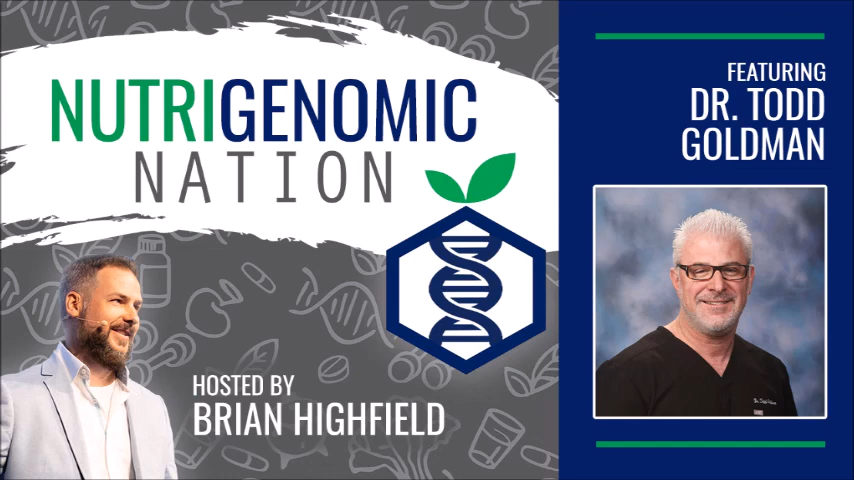 NUTRIGENOMIC
NATION
HOSTED BY
BRIAN HIGHFIELD
FEATURING
DR. TODD
GOLDMAN